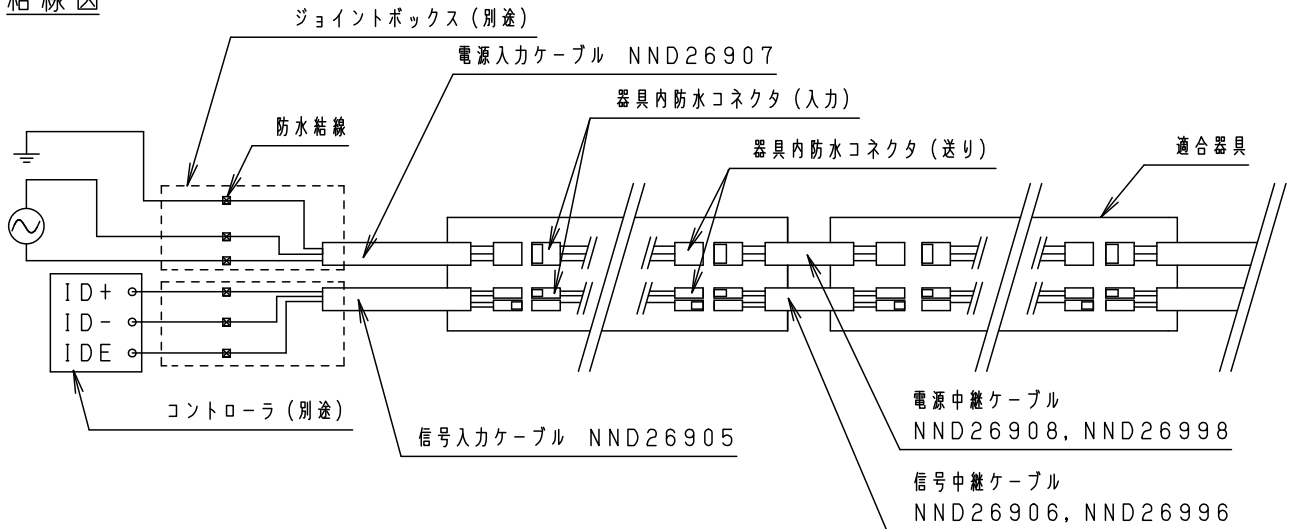 結線図
ジョイントボックス（別途）
電源入力ケーブル NND26907
器具内防水コネクタ（入力）
防水結線
器具内防水コネクタ（送り）
適合器具
ID+
ID-
IDE
コントローラ（別途）
信号入力ケーブル NND26905
電源中継ケーブル
NND26908, NND26998
信号中継ケーブル
NND26906, NND26996